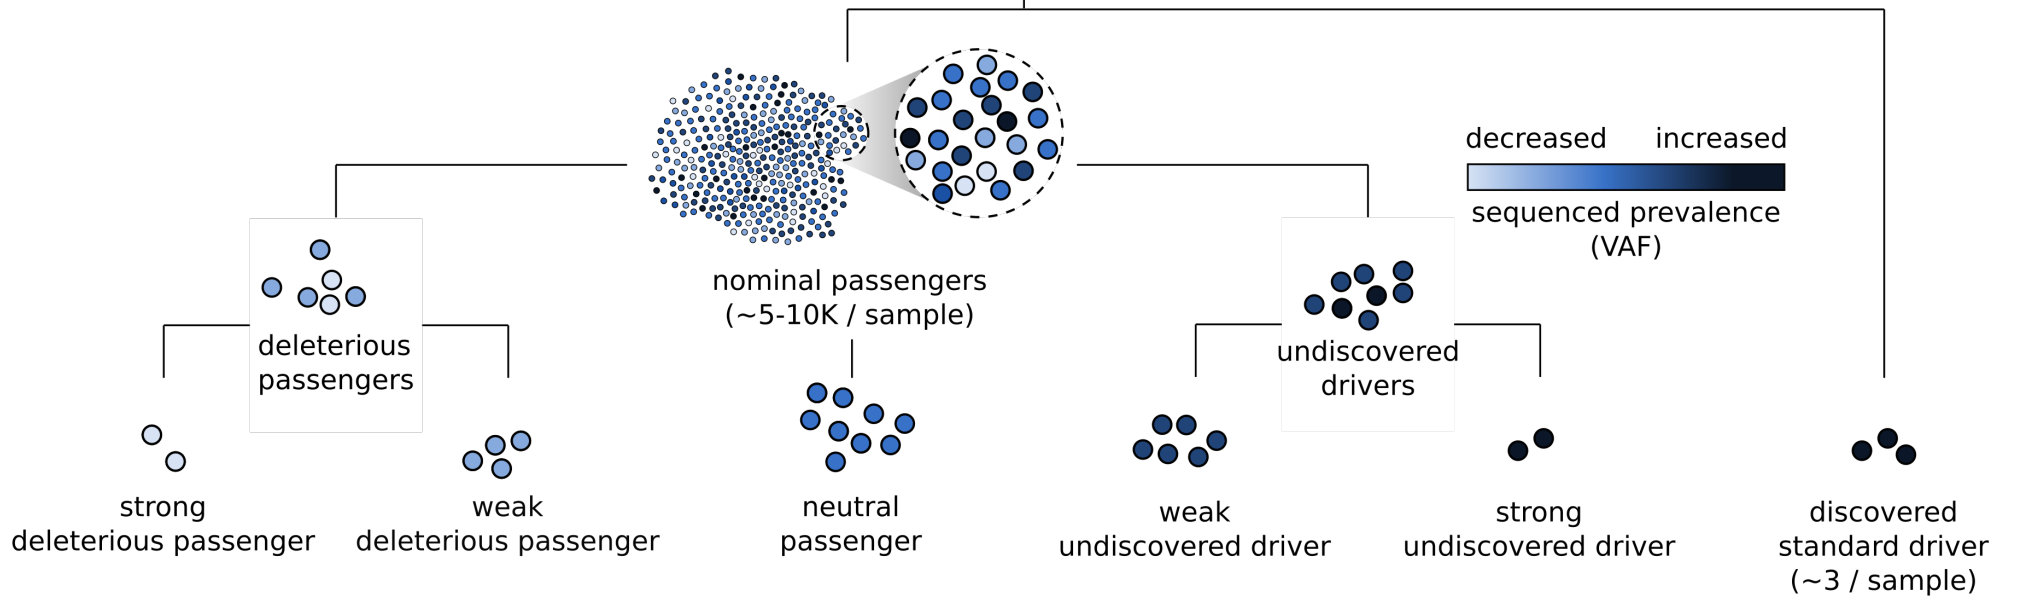 decreased increased
sequenced prevalence
(VAF)
nominal passengers
(~5-10K / sample)
deleterious
passengers
undiscovered
drivers
strong
deleterious passenger
weak
deleterious passenger
neutral
passenger
weak
undiscovered driver
strong
undiscovered driver
discovered
standard driver
(~3 / sample)